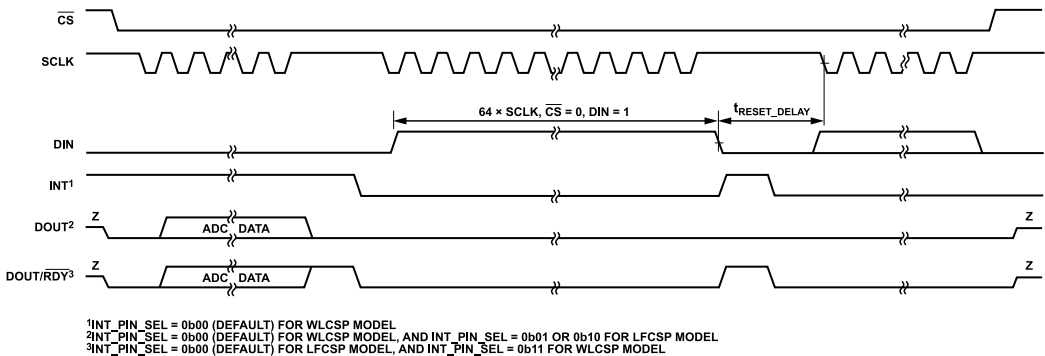 CS
SCLK
64 × SCLK, CS = 0, DIN = 1
tRESET_DELAY
DIN
INT1
Z
Z
DOUT2
ADC DATA
Z
Z
DOUT/RDY3
ADC DATA
1INT_PIN_SEL = 0b00 (DEFAULT) FOR WLCSP MODEL
2INT_PIN_SEL = 0b00 (DEFAULT) FOR WLCSP MODEL, AND INT_PIN_SEL = 0b01 OR 0b10 FOR LFCSP MODEL
3INT_PIN_SEL = 0b00 (DEFAULT) FOR LFCSP MODEL, AND INT_PIN_SEL = 0b11 FOR WLCSP MODEL